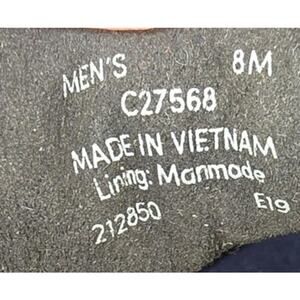 MEN'S 8M
C27568
MADE IN VIETNAM
Lining: Manmade
212850 E19